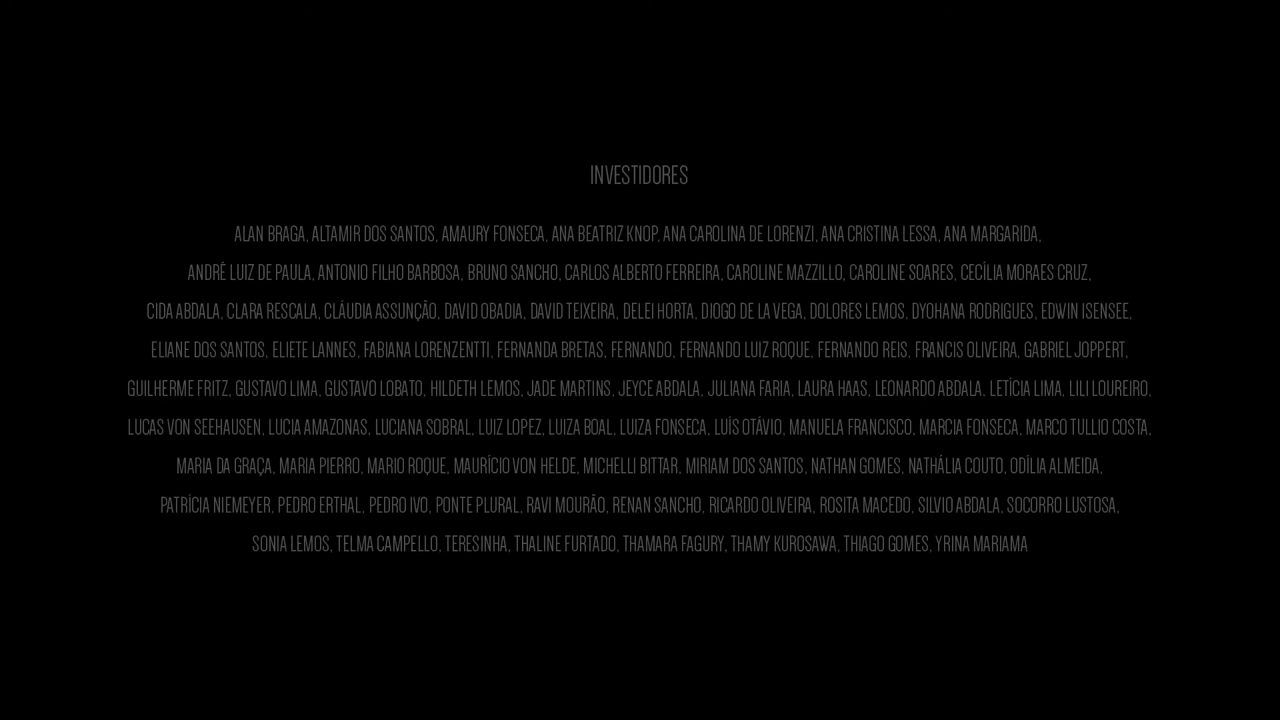 INVESTIDORES
ALAN BRAGA, ALTAMIR DOS SANTOS, AMAURY FONSECA, ANA BEATRIZ KNOP, ANA CAROLINA DE LORENZI, ANA CRISTINA LESSA, ANA MARGARIDA,
ANDRÉ LUIZ DE PAULA, ANTONIO FILHO BARBOSA, BRUNO SANCHO, CARLOS ALBERTO FERREIRA, CAROLINE MAZZILLO, CAROLINE SOARES, CECÍLIA MORAES CRUZ,
CIDA ABDALA, CLARA RESCALA, CLÁUDIA ASSUNÇÃO, DAVID OBADIA, DAVID TEIXEIRA, DELEI HORTA, DIOGO DE LA VEGA, DOLORES LEMOS, DYOHANA RODRIGUES, EDWIN ISENSEE,
ELIANE DOS SANTOS, ELIETE LANNES, FABIANA LORENZENTTI, FERNANDA BRETAS, FERNANDO, FERNANDO LUIZ ROQUE, FERNANDO REIS, FRANCIS OLIVEIRA, GABRIEL JOPPERT,
GUILHERME FRITZ, GUSTAVO LIMA, GUSTAVO LOBATO, HILDETH LEMOS, JADE MARTINS, JEYCE ABDALA, JULIANA FARIA, LAURA HAAS, LEONARDO ABDALA, LETÍCIA LIMA, LILI LOUREIRO,
LUCAS VON SEEHAUSEN, LUCIA AMAZONAS, LUCIANA SOBRAL, LUIZ LOPEZ, LUIZA BOAL, LUIZA FONSECA, LUÍS OTÁVIO, MANUELA FRANCISCO, MARCIA FONSECA, MARCO TULLIO COSTA,
MARIA DA GRAÇA, MARIA PIERRO, MARIO ROQUE, MAURÍCIO VON HELDE, MICHELLI BITTAR, MIRIAM DOS SANTOS, NATHAN GOMES, NATHÁLIA COUTO, ODÍLIA ALMEIDA,
PATRÍCIA NIEMEYER, PEDRO ERTHAL, PEDRO IVO, PONTE PLURAL, RAVI MOURÃO, RENAN SANCHO, RICARDO OLIVEIRA, ROSITA MACEDO, SILVIO ABDALA, SOCORRO LUSTOSA,
SONIA LEMOS, TELMA CAMPELLO, TERESINHA, THALINE FURTADO, THAMARA FAGURY, THAMY KUROSAWA, THIAGO GOMES, YRINA MARIAMA